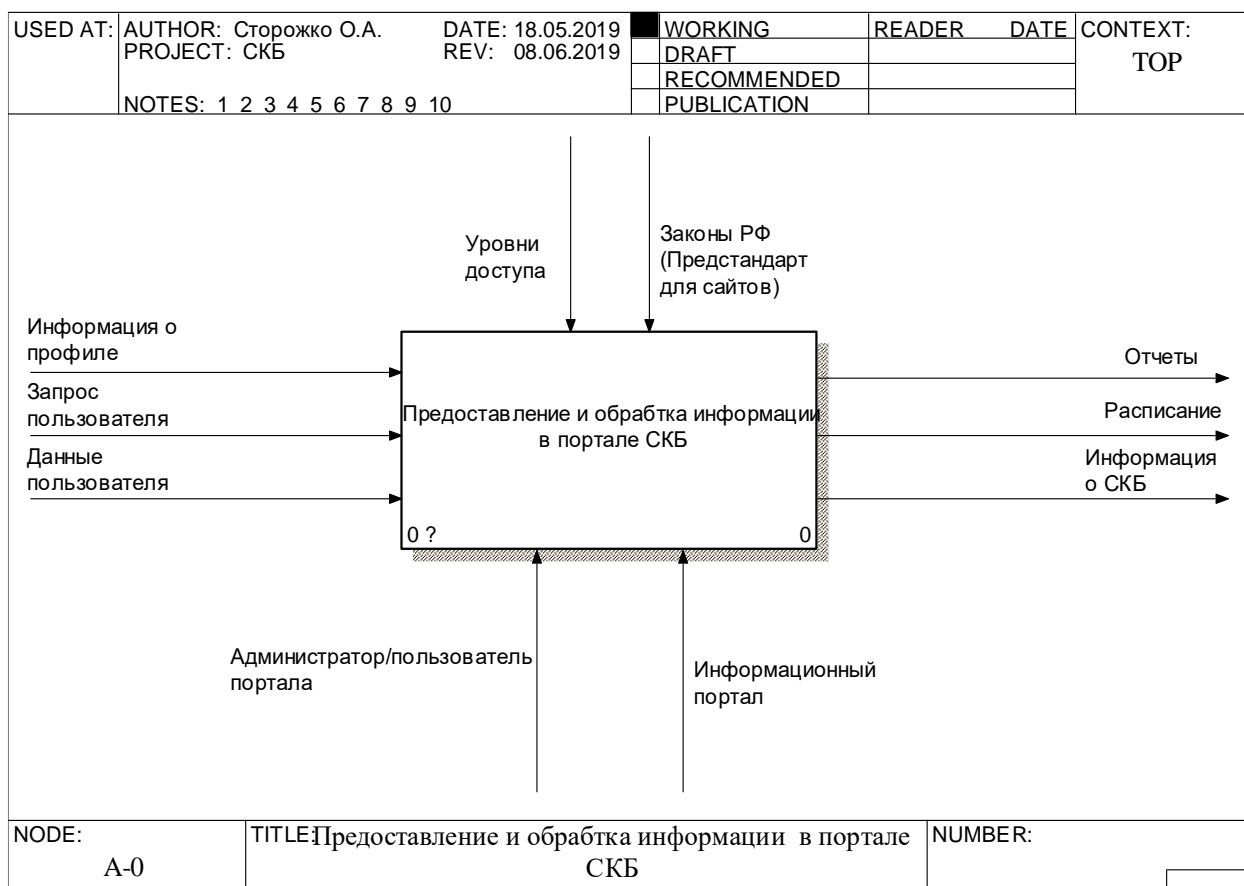 USED AT: AUTHOR: Сторожко О.А. DATE: 18.05.2019 WORKING READER DATE CONTEXT:
PROJECT: СКБ REV: 08.06.2019 DRAFT TOP
RECOMMENDED
NOTES: 1 2 3 4 5 6 7 8 9 10 PUBLICATION
Уровни
доступа
Законы РФ
(Предстандарт
для сайтов)
Информация о
профиле
Запрос
пользователя
Данные
пользователя
Предоставление и обрабтка информации
в портале СКБ
0 ? 0
Отчеты
Расписание
Информация
о СКБ
Администратор/пользователь
портала
Информационный
портал
NODE: TITLE: Предоставление и обрабтка информации в портале NUMBER:
A-0 СКБ